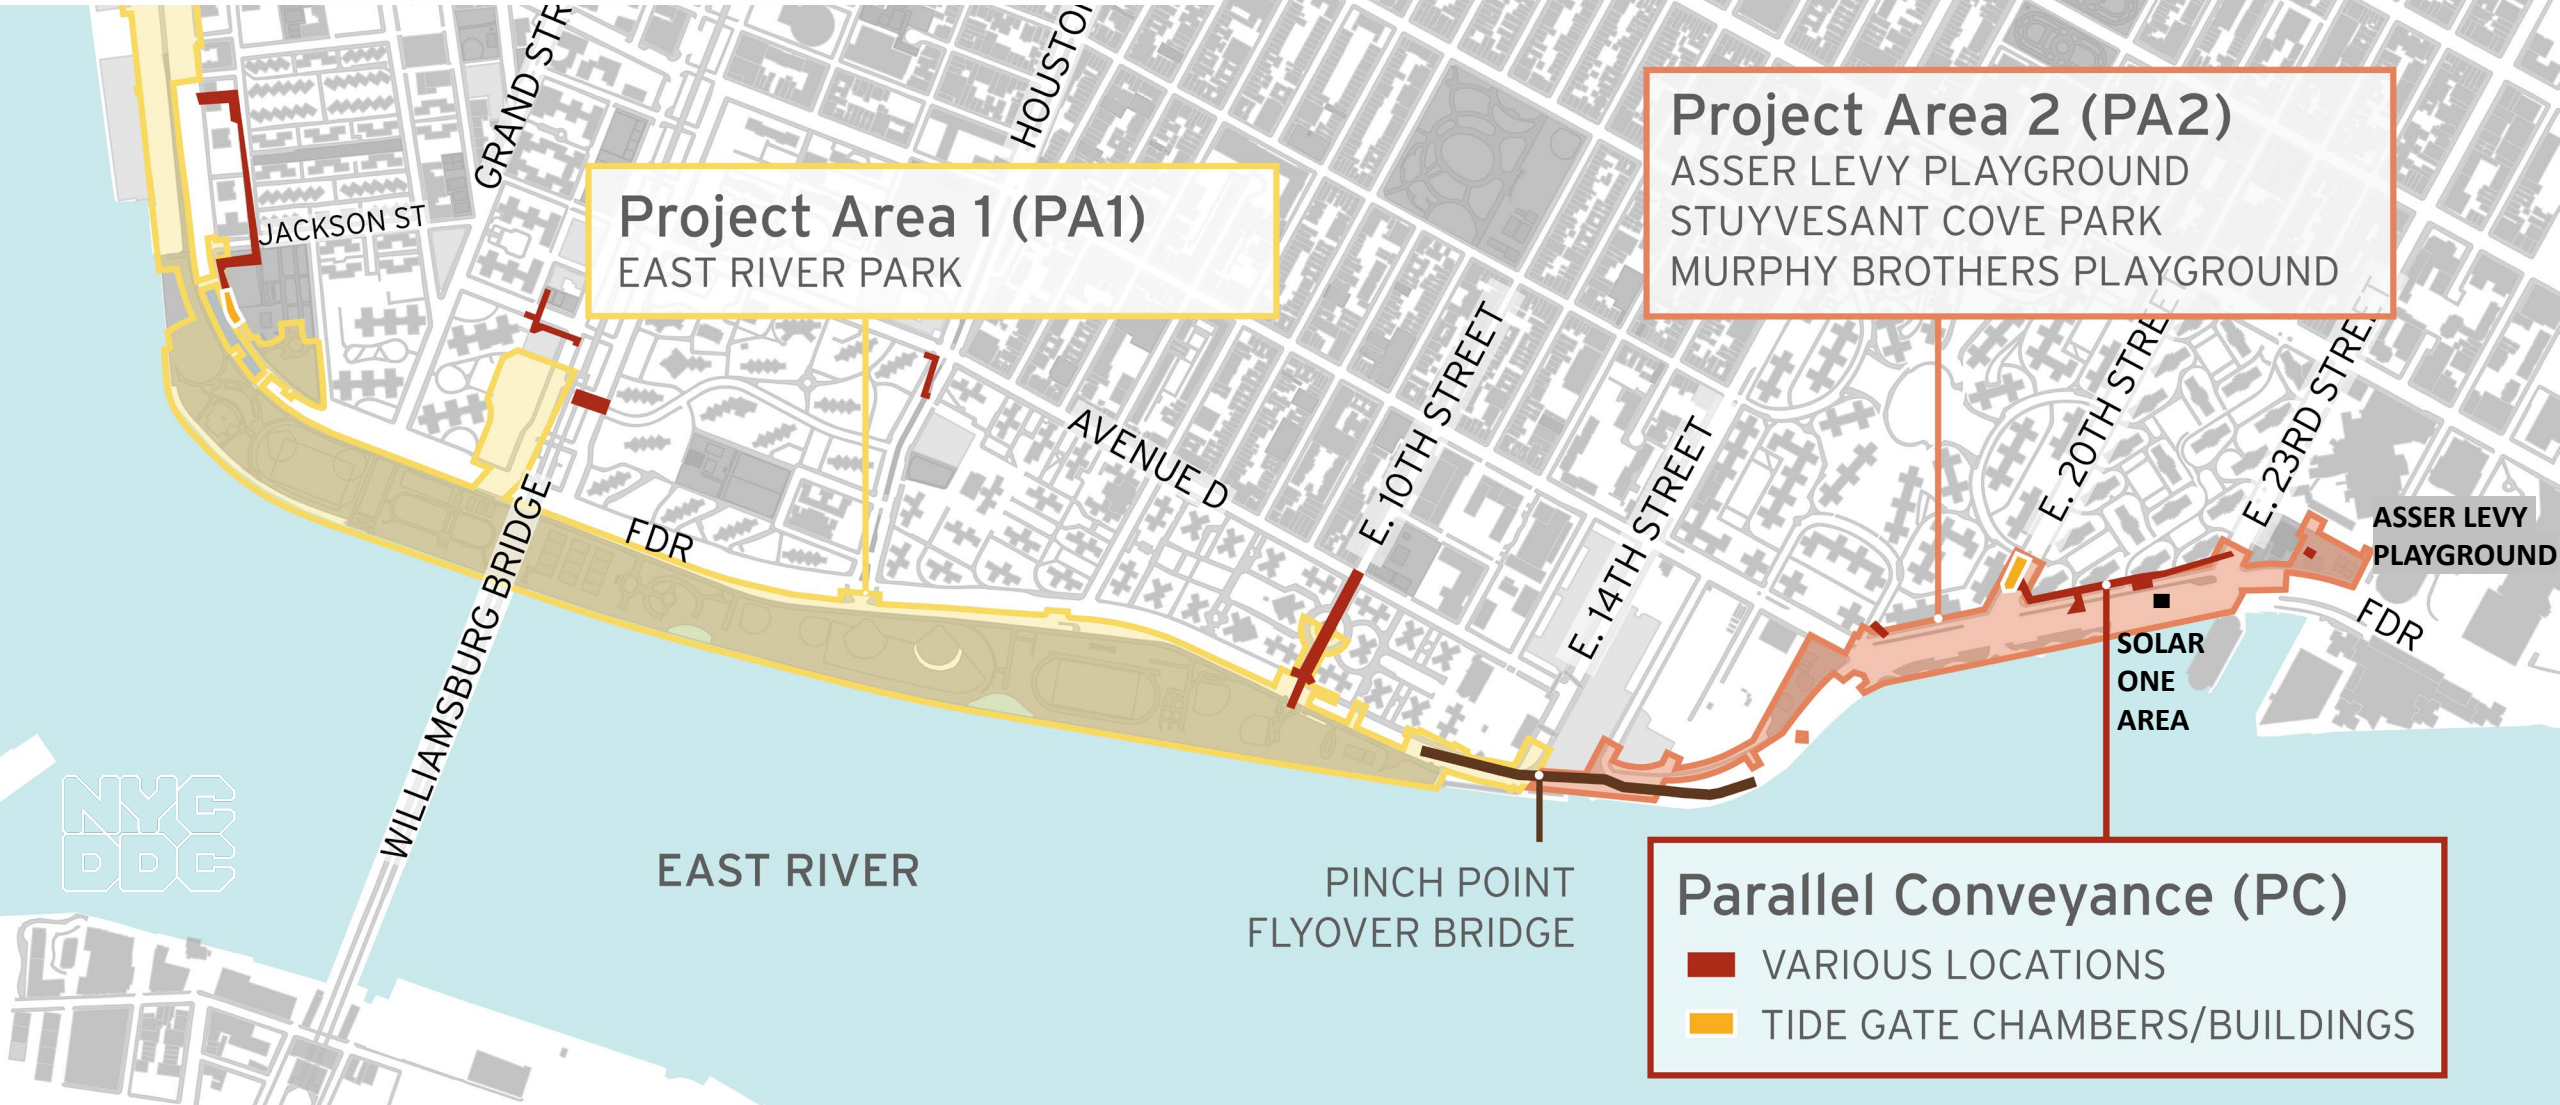 GRAND STR
HOUSTO
JACKSON ST
Project Area 1 (PA1)
EAST RIVER PARK
Project Area 2 (PA2)
ASSER LEVY PLAYGROUND
STUYVESANT COVE PARK
MURPHY BROTHERS PLAYGROUND
AVENUE D
E. 10TH STREET
E. 14TH STREET
E. 20TH STREE
E. 23RD STREET
ASSER LEVY
PLAYGROUND
FDR
FDR
SOLAR
ONE
AREA
WILLIAMSBURG BRIDGE
EAST RIVER
NYC
DDC
PINCH POINT
FLYOVER BRIDGE
Parallel Conveyance (PC)
VARIOUS LOCATIONS
TIDE GATE CHAMBERS/BUILDINGS